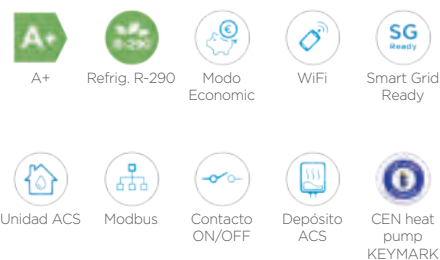 A+
R-290
SG
Ready
A+
Refrig. R-290
Modo
Economic
WiFi
Smart Grid
Ready
Unidad ACS
Modbus
Contacto
ON/OFF
Depósito
ACS
CEN heat
pump
KEYMARK